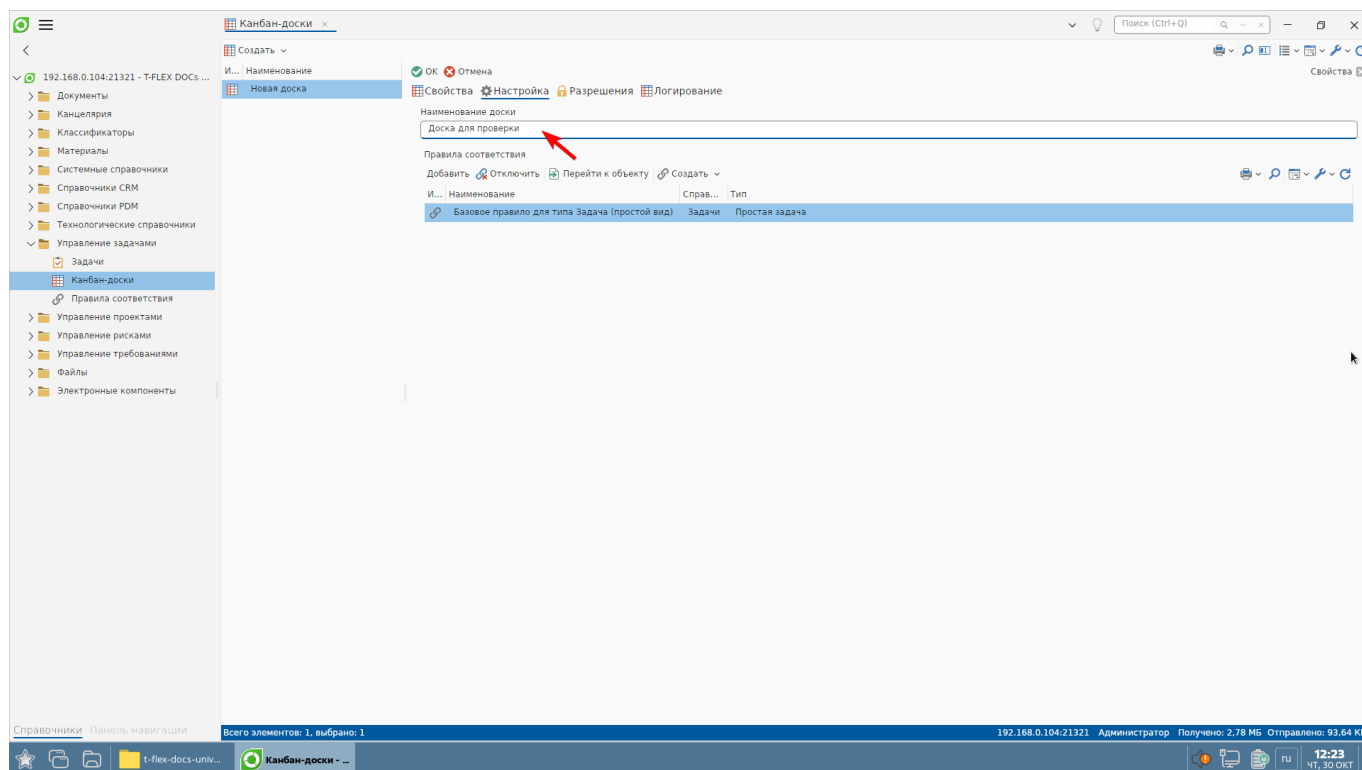 Канбан-доски ×
Поиск (Ctrl+Q)
Создать
192.168.0.104:21321 - T-FLEX DOCs ...
Документы
Канцелярия
Классификаторы
Материалы
Системные справочники
Справочники CRM
Справочники PDM
Технологические справочники
Управление задачами
Задачи
Канбан-доски
Правила соответствия
Управление проектами
Управление рисками
Управление требованиями
Файлы
Электронные компоненты
Справочники Панель навигации
И... Наименование
Новая доска
ОК Отмена
Свойства
Свойства Настройка Разрешения Логирование
Наименование доски
Доска для проверки
Правила соответствия
Добавить Отключить Перейти к объекту Создать
И... Наименование Справ... Тип
Базовое правило для типа Задача (простой вид) Задачи Простая задача
Всего элементов: 1, выбрано: 1
192.168.0.104:21321 Администратор Получено: 2,78 МБ Отправлено: 93,64
t-flex-docs-univ...
Канбан-доски - ...
ru
12:23
ЧТ, 30 ОКТ